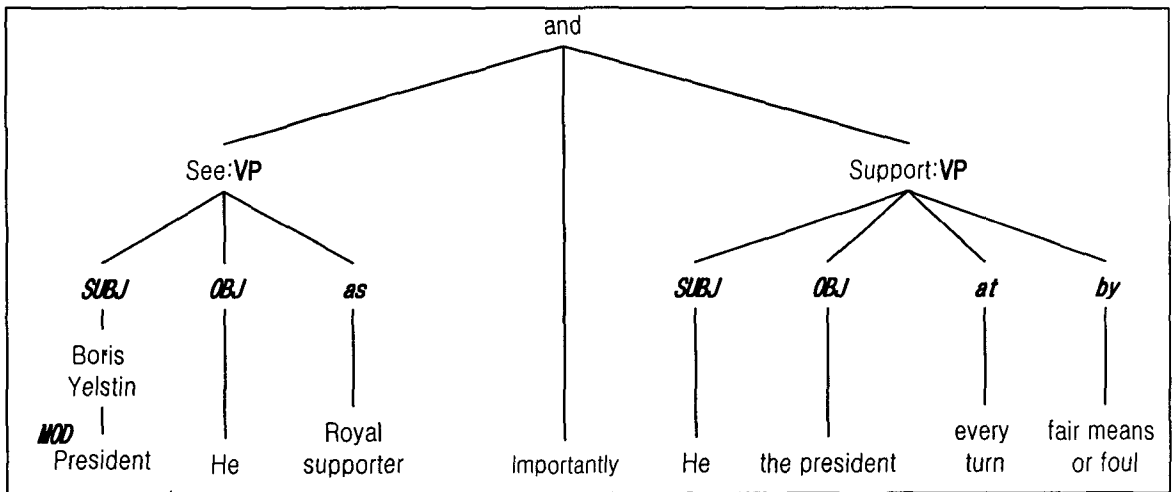 and
See:VP
Support:VP
SUBJ
OBJ
as
SUBJ
OBJ
at
by
Boris
Yelstin
MOD
President
He
Royal
supporter
Importantly
He
the president
every
turn
fair means
or foul